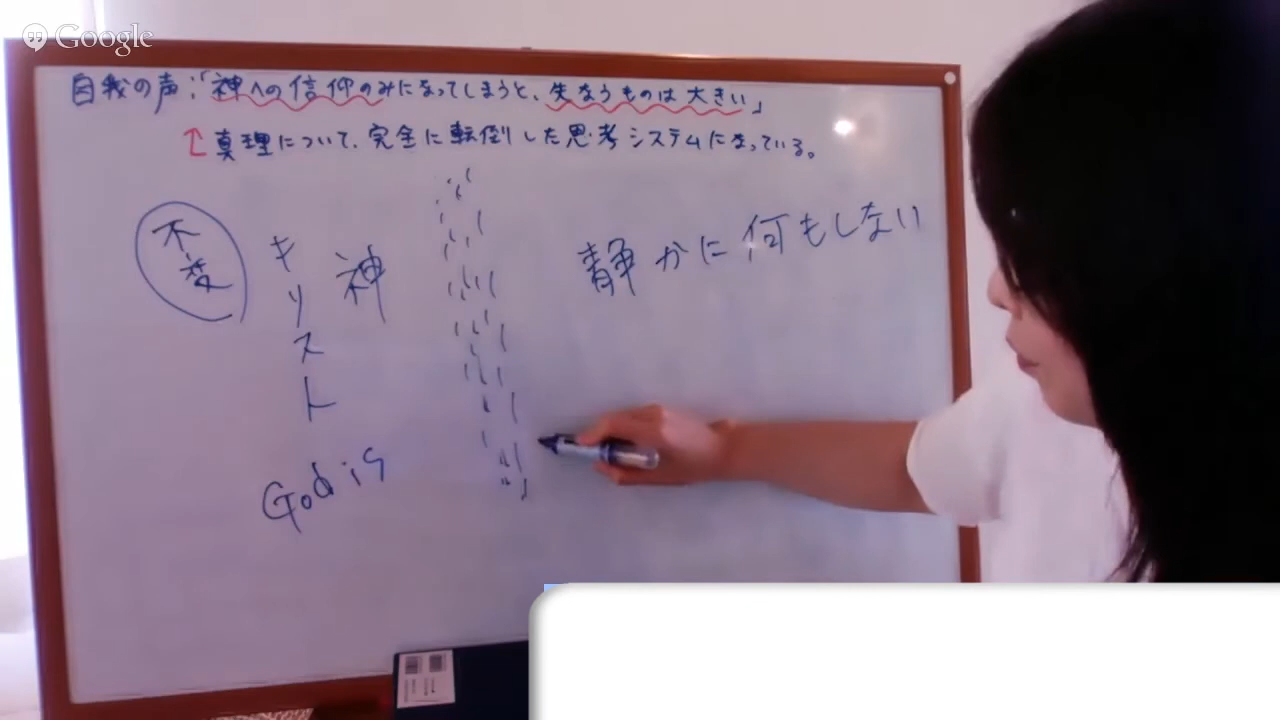 Google
自我の声:「神への信仰のみになってしまうと、失なうものは大きい」
↑真理について、完全に転倒した思考システムになっている。
不変
キリスト
神
静かに何もしない
God is